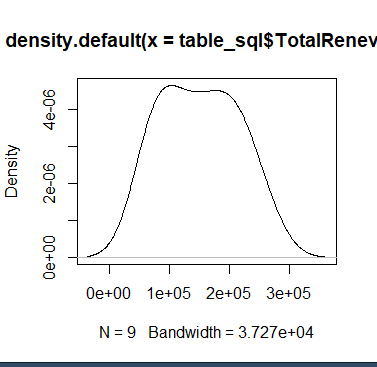 density.default(x = table_sql$TotalRenev
Density
4e-06
2e-06
0e+00
0e+00 1e+05 2e+05 3e+05
N = 9 Bandwidth = 3.727e+04